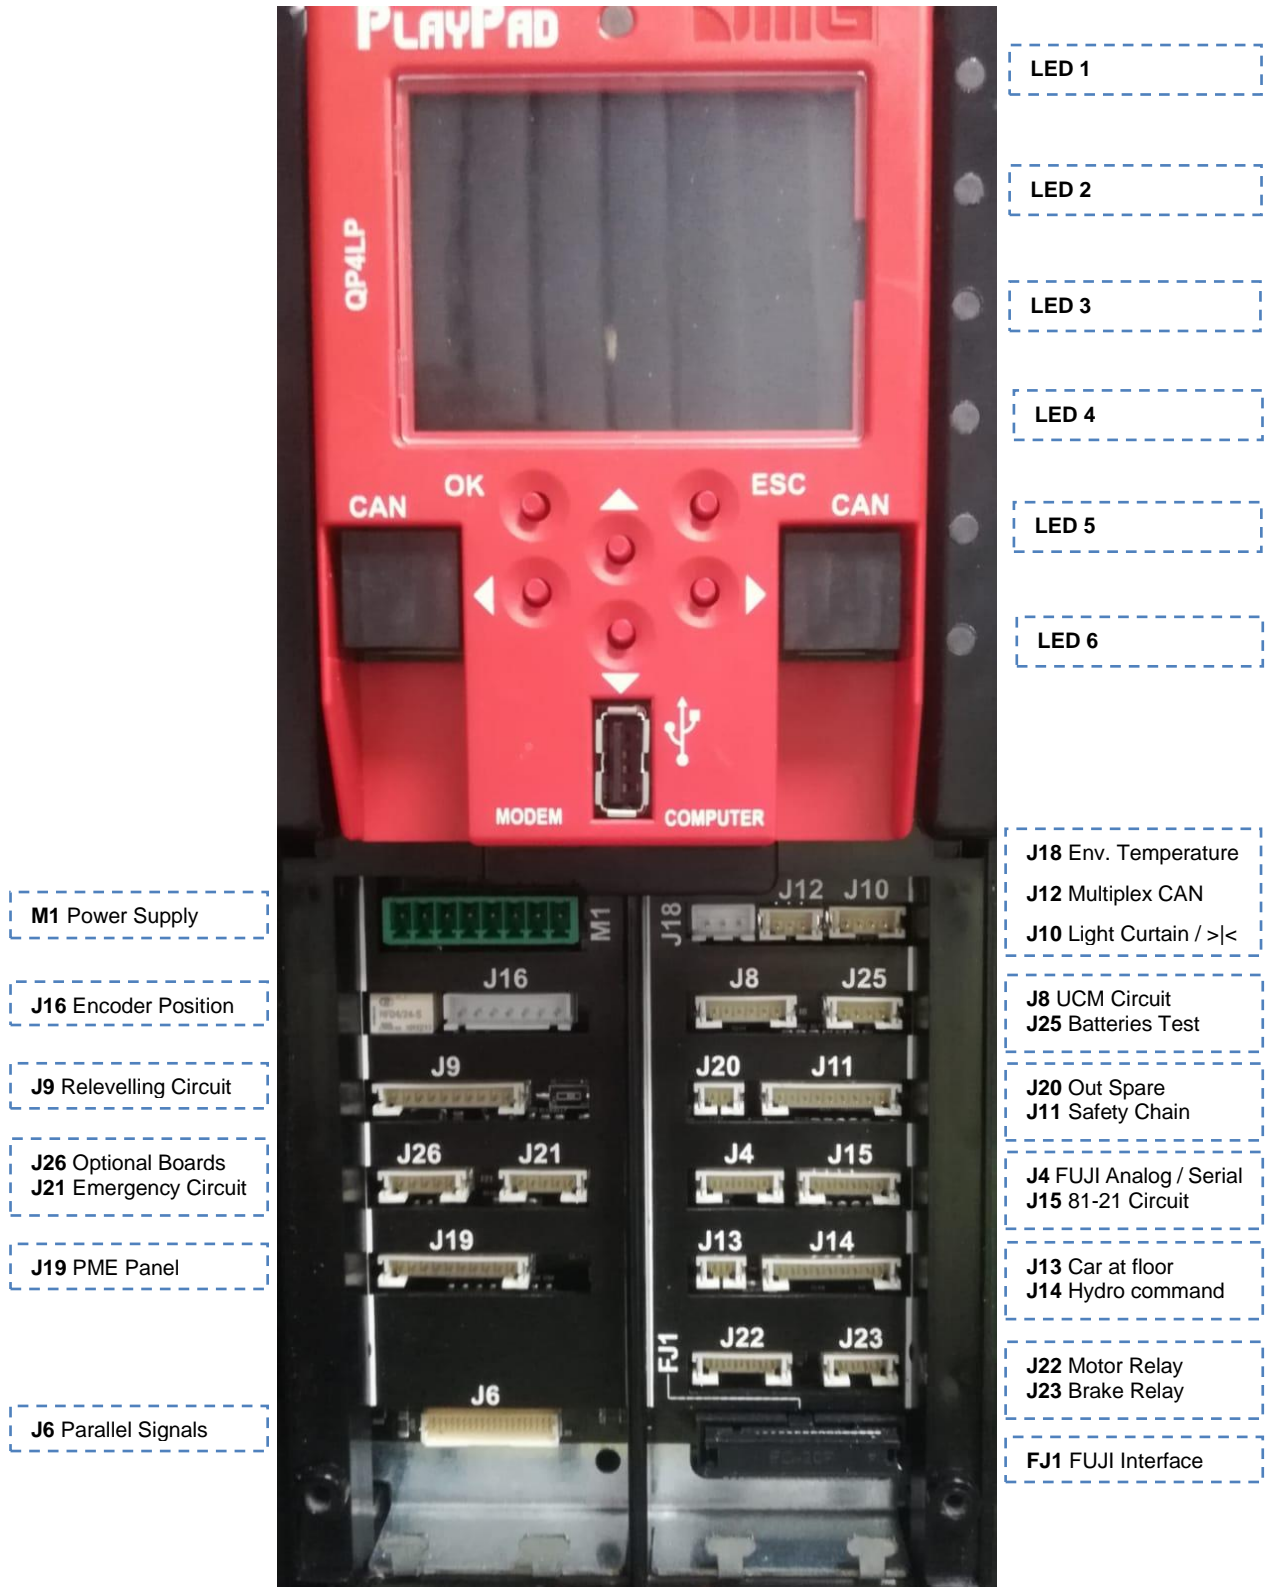 PLAYPAD DMG
QP4LP
OK
ESC
CAN
CAN
MODEM
COMPUTER
M1
J18
J12
J10
J16
J8
J25
J9
J20
J11
J26
J21
J4
J15
J19
J13
J14
FJ1
J22
J23
J6
M1 Power Supply
J16 Encoder Position
J9 Relevelling Circuit
J26 Optional Boards
J21 Emergency Circuit
J19 PME Panel
J6 Parallel Signals
LED 1
LED 2
LED 3
LED 4
LED 5
LED 6
J18 Env. Temperature
J12 Multiplex CAN
J10 Light Curtain / >|<
J8 UCM Circuit
J25 Batteries Test
J20 Out Spare
J11 Safety Chain
J4 FUJI Analog / Serial
J15 81-21 Circuit
J13 Car at floor
J14 Hydro command
J22 Motor Relay
J23 Brake Relay
FJ1 FUJI Interface